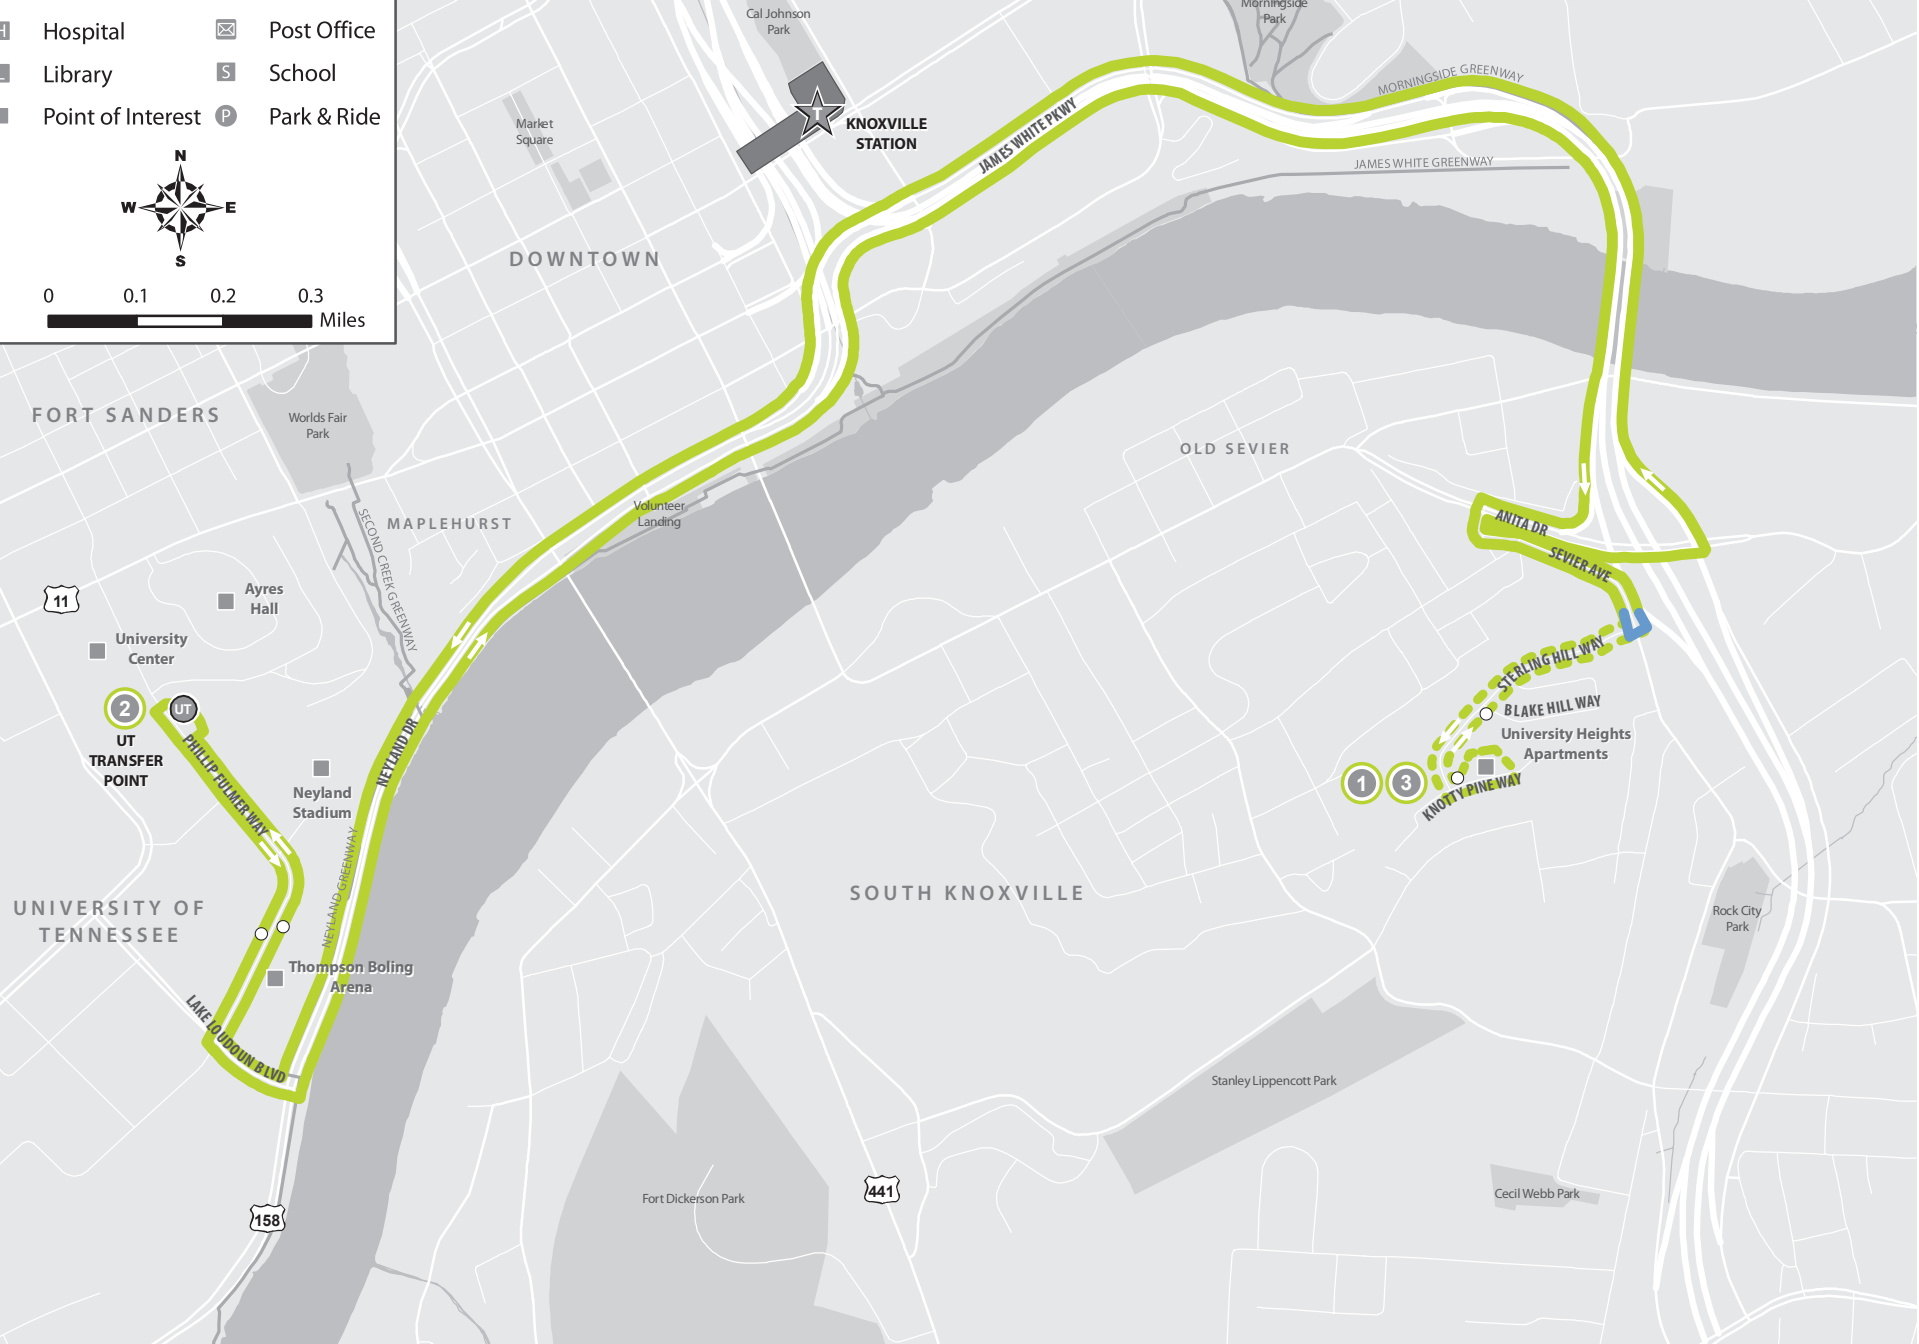 H
Hospital
Post Office
L
Library
S
School
Point of Interest
P
Park & Ride
N
W
E
S
0
0.1
0.2
0.3
Miles
Cal Johnson
Park
Morningside
Park
T
KNOXVILLE
STATION
Market
Square
JAMES WHITE PKWY
MORNINGSIDE GREENWAY
JAMES WHITE GREENWAY
DOWNTOWN
FORT SANDERS
Worlds Fair
Park
OLD SEVIER
Volunteer
Landing
MAPLEHURST
SECOND CREEK GREENWAY
ANITA DR
SEVIER AVE
11
Ayres
Hall
University
Center
STERLING HILL WAY
BLAKE HILL WAY
University Heights
Apartments
2
UT
UT
TRANSFER
POINT
PHILLIP FULMER WAY
NEYLAND DR
Neyland
Stadium
1
3
KNOTTY PINE WAY
NEYLAND GREENWAY
SOUTH KNOXVILLE
UNIVERSITY OF
TENNESSEE
Rock City
Park
Thompson Boling
Arena
LAKE LOUDOUN BLVD
Stanley Lippencott Park
Fort Dickerson Park
441
Cecil Webb Park
158